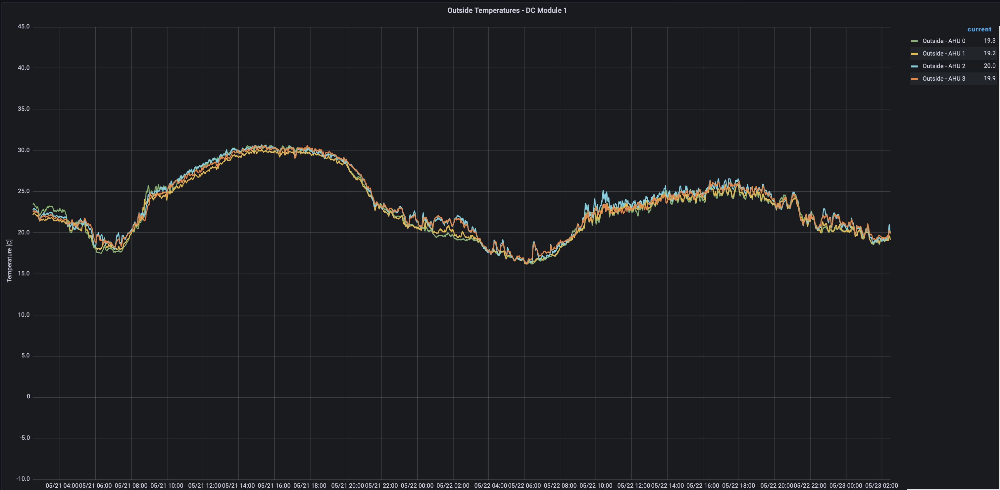 Outside Temperatures - DC Module 1
45.0
40.0
35.0
30.0
25.0
20.0
15.0
10.0
5.0
0
-5.0
-10.0
Temperature [C]
05/21 04:00 05/21 06:00 05/21 08:00 05/21 10:00 05/21 12:00 05/21 14:00 05/21 16:00 05/21 18:00 05/21 20:00 05/21 22:00 05/22 00:00 05/22 02:00 05/22 04:00 05/22 06:00 05/22 08:00 05/22 10:00 05/22 12:00 05/22 14:00 05/22 16:00 05/22 18:00 05/22 20:00 05/22 22:00 05/23 00:00 05/23 02:00
current
Outside - AHU 0 19.3
Outside - AHU 1 19.2
Outside - AHU 2 20.0
Outside - AHU 3 19.9